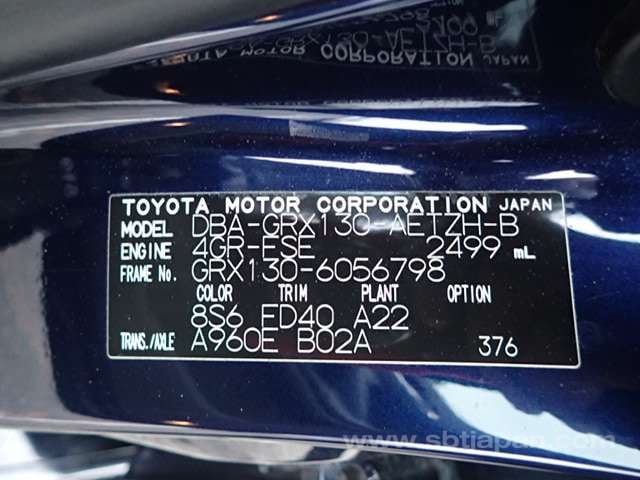 TOYOTA MOTOR CORPORATION JAPAN
MODEL DBA-GRX130-AETZH-B
ENGINE 4GR-FSE 2499 mL
FRAME No. GRX130-6056798
COLOR TRIM PLANT OPTION
8S6 FD40 A22
TRANS./AXLE A960E B02A 376
www.sbtjapan.com